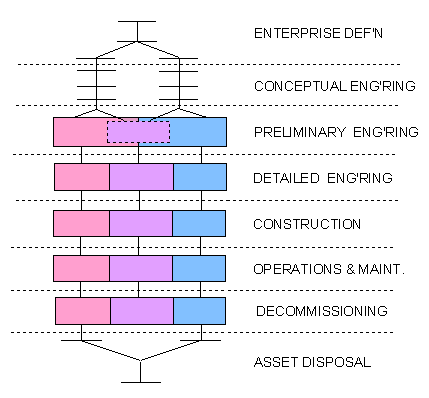 ENTERPRISE DEF'N
CONCEPTUAL ENG'RING
PRELIMINARY ENG'RING
DETAILED ENG'RING
CONSTRUCTION
OPERATIONS & MAINT.
DECOMMISSIONING
ASSET DISPOSAL